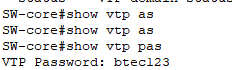 SW-core#show vtp as
SW-core#show vtp as
SW-core#show vtp pas
VTP Password: btec123